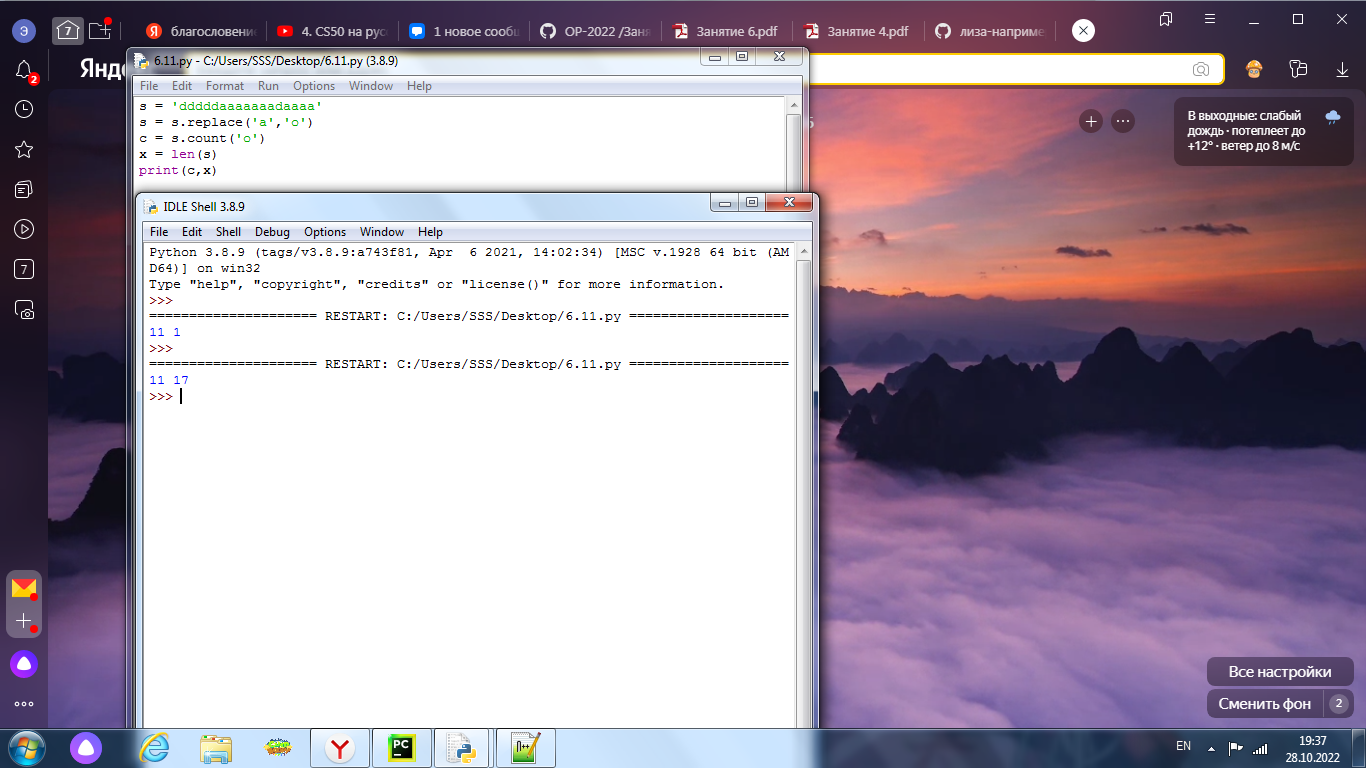 Э
7
благословение
4. CS50 на рус
1 новое сообщ
OP-2022 /Заня
Занятие 6.pdf
Занятие 4.pdf
лиза-наприме
2
Янде
6.11.py - C:/Users/SSS/Desktop/6.11.py (3.8.9)
File Edit Format Run Options Window Help
s = 'dddddaaaaaaadaaaa'
s = s.replace('a','o')
c = s.count('o')
x = len(s)
print(c,x)
В выходные: слабый
дождь · потеплеет до
+12° · ветер до 8 м/с
IDLE Shell 3.8.9
File Edit Shell Debug Options Window Help
Python 3.8.9 (tags/v3.8.9:a743f81, Apr  6 2021, 14:02:34) [MSC v.1928 64 bit (AM
D64)] on win32
Type "help", "copyright", "credits" or "license()" for more information.
>>>
===================== RESTART: C:/Users/SSS/Desktop/6.11.py ====================
11 1
>>>
===================== RESTART: C:/Users/SSS/Desktop/6.11.py ====================
11 17
>>>
7
Все настройки
Сменить фон 2
PC
EN
19:37
28.10.2022